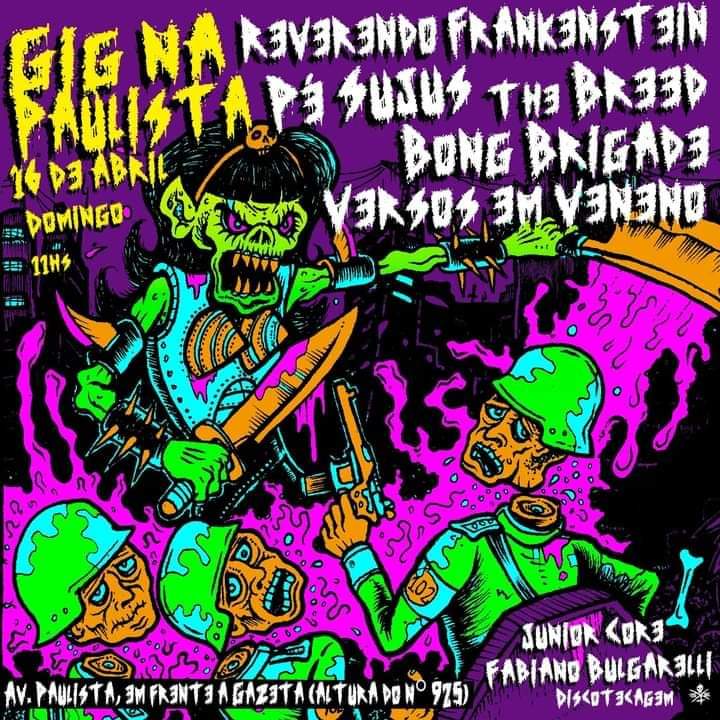 GIG NA
PAULISTA
16 DE ABRIL
DOMINGO
11HS
REVERENDO FRANKENSTEIN
PÉ SUJUS THE BREED
BONG BRIGADE
VERSOS EM VENENO
102
JUNIOR CORE
FABIANO BULGARELLI
DISCOTECAGEM
AV. PAULISTA, EM FRENTE A GAZETA (ALTURA DO Nº 925)